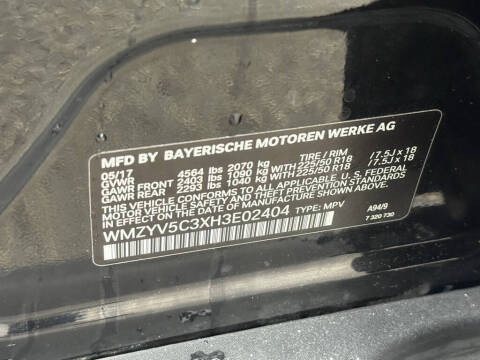 MFD BY BAYERISCHE MOTOREN WERKE AG
05/17 TIRE / RIM
GVWR 4564 lbs 2070 kg
GAWR FRONT 2403 lbs 1090 kg WITH 225/50 R18 / 7.5J x 18
GAWR REAR 2293 lbs 1040 kg WITH 225/50 R18 / 7.5J x 18
THIS VEHICLE CONFORMS TO ALL APPLICABLE U.S. FEDERAL
MOTOR VEHICLE SAFETY, BUMPER,
AND THEFT PREVENTION STANDARDS
IN EFFECT ON THE
DATE OF MANUFACTURE SHOWN ABOVE.
WMZYV5C3XH3E02404 TYPE: MPV
A94/9
7 320 730